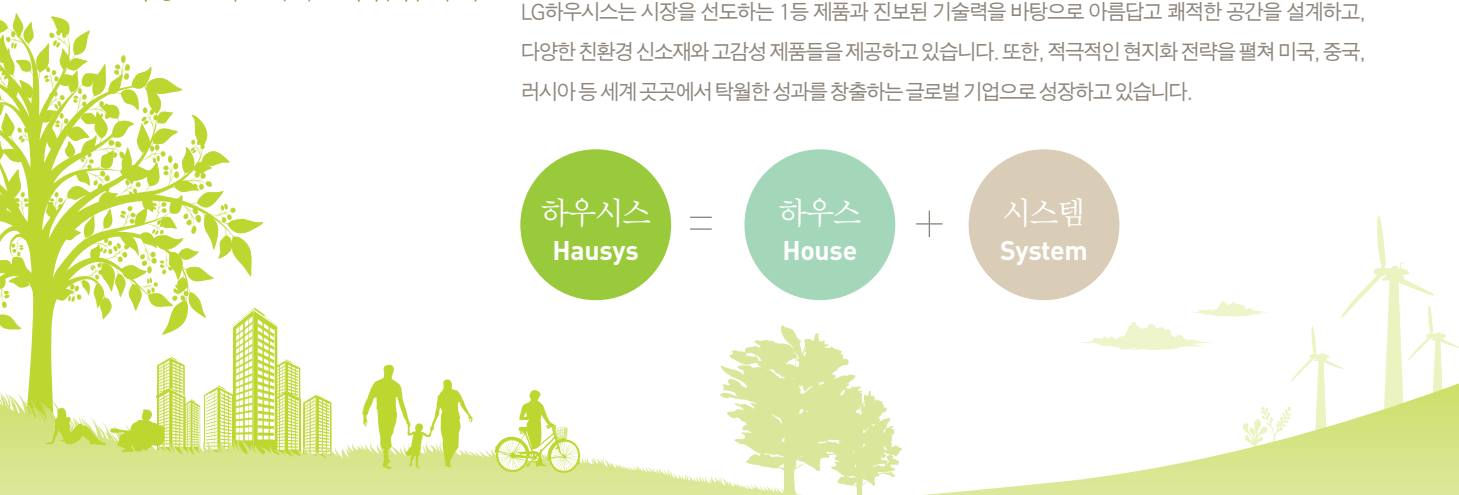 LG하우시스는 시장을 선도하는 1등 제품과 진보된 기술력을 바탕으로 아름답고 쾌적한 공간을 설계하고,
다양한 친환경 신소재와 고감성 제품들을 제공하고 있습니다. 또한, 적극적인 현지화 전략을 펼쳐 미국, 중국,
러시아 등 세계 곳곳에서 탁월한 성과를 창출하는 글로벌 기업으로 성장하고 있습니다.
하우시스 = 하우스 + 시스템
Hausys House System